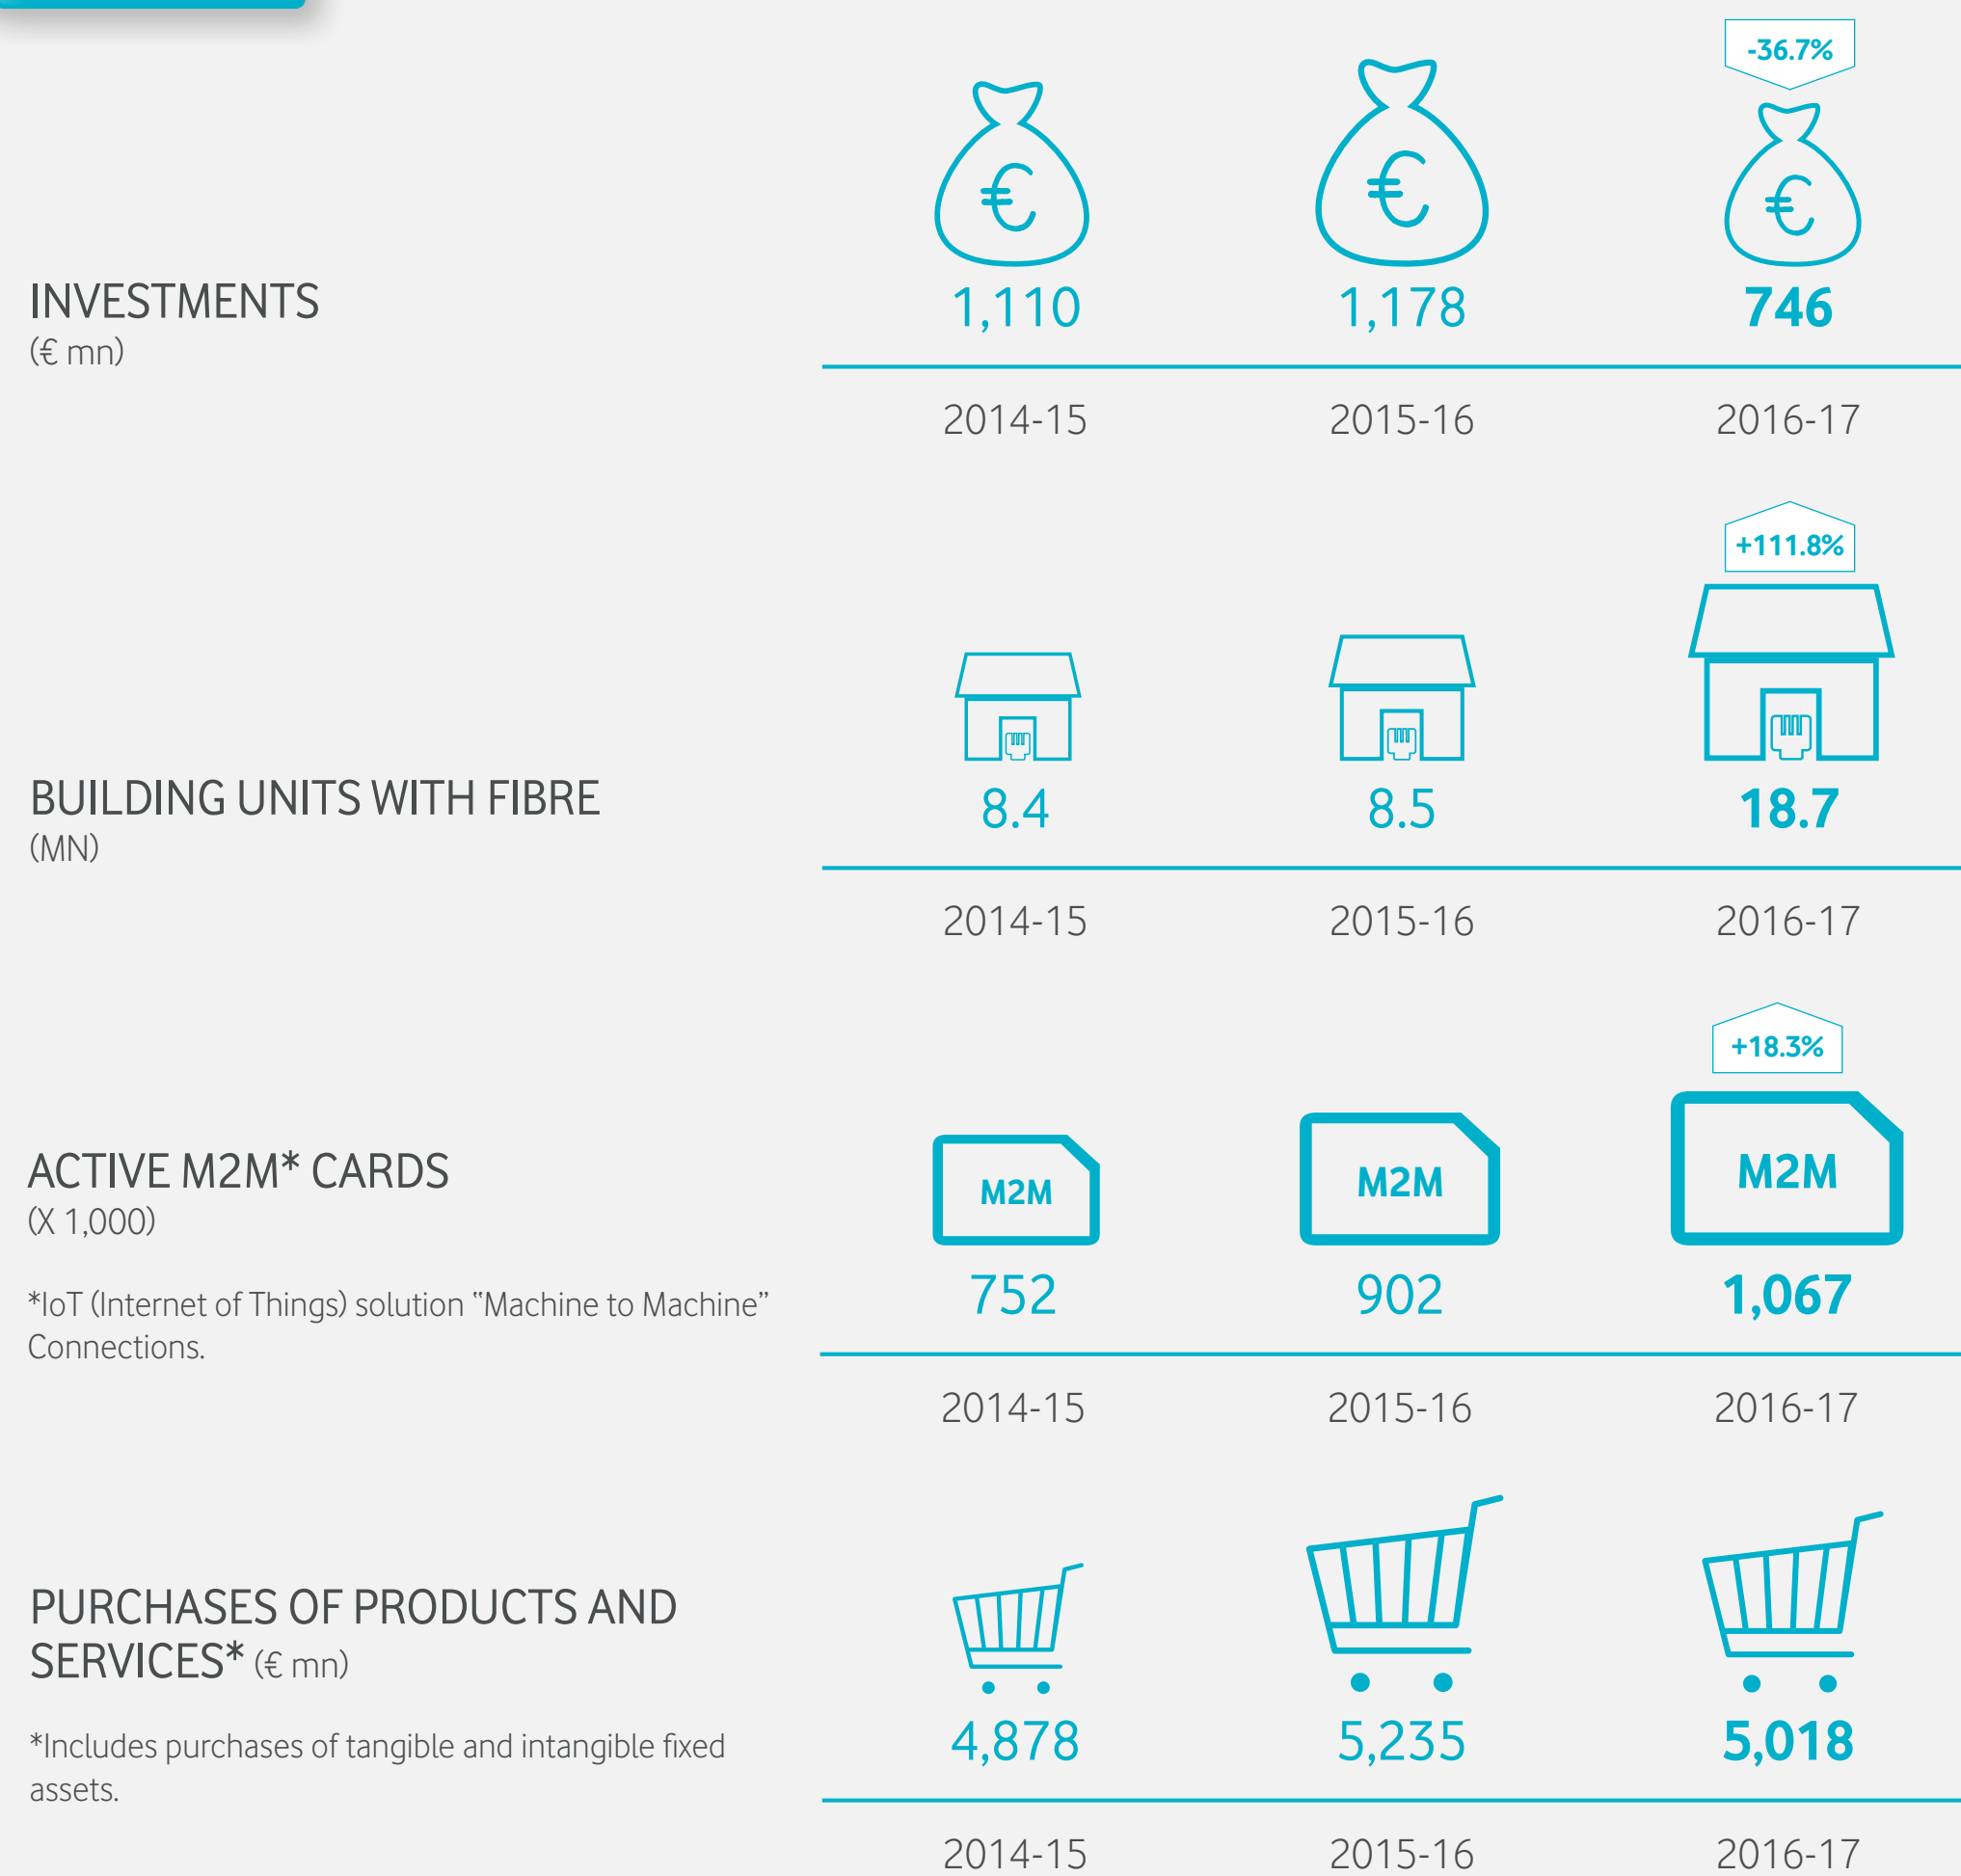 -36.7%
€ € €
INVESTMENTS
(€ mn)
1,110 1,178 746
2014-15 2015-16 2016-17
+111.8%
BUILDING UNITS WITH FIBRE
(MN)
8.4 8.5 18.7
2014-15 2015-16 2016-17
+18.3%
M2M M2M M2M
ACTIVE M2M* CARDS
(X 1,000)
*IoT (Internet of Things) solution “Machine to Machine”
Connections.
752 902 1,067
2014-15 2015-16 2016-17
PURCHASES OF PRODUCTS AND
SERVICES* (€ mn)
*Includes purchases of tangible and intangible fixed
assets.
4,878 5,235 5,018
2014-15 2015-16 2016-17